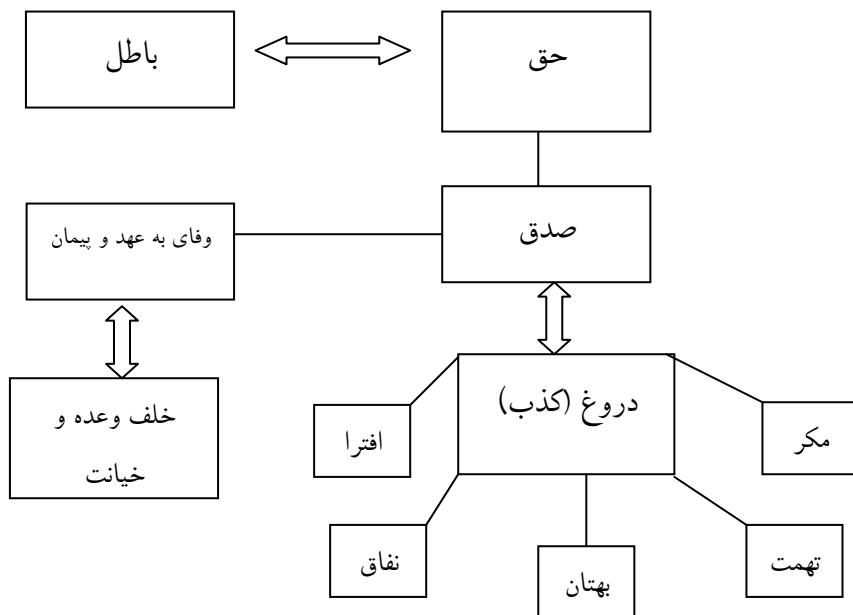 حق
باطل
صدق
وفای به عهد و پیمان
دروغ (کذب)
خلف وعده و
خیانت
مکر
افترا
تهمت
بهتان
نفاق